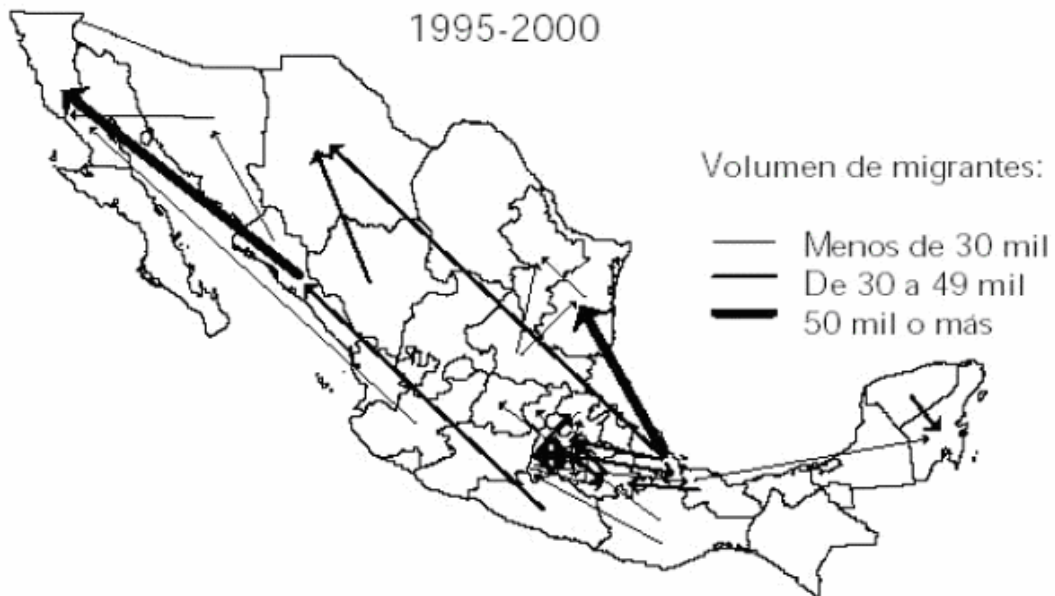 1995-2000
Volumen de migrantes:
Menos de 30 mil
De 30 a 49 mil
50 mil o más